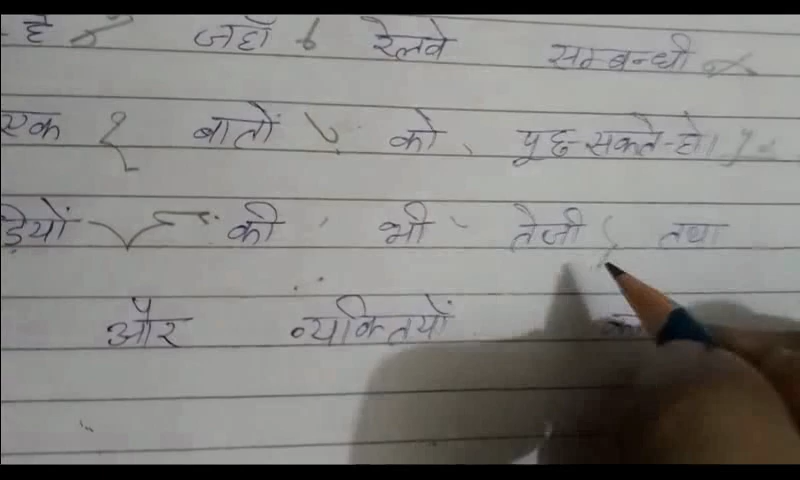 है जहाँ रेलवे सम्बन्धी
एक बातों को पूछ सकते हो।
ड़ियों की भी तेजी तथा
और व्यक्तियों